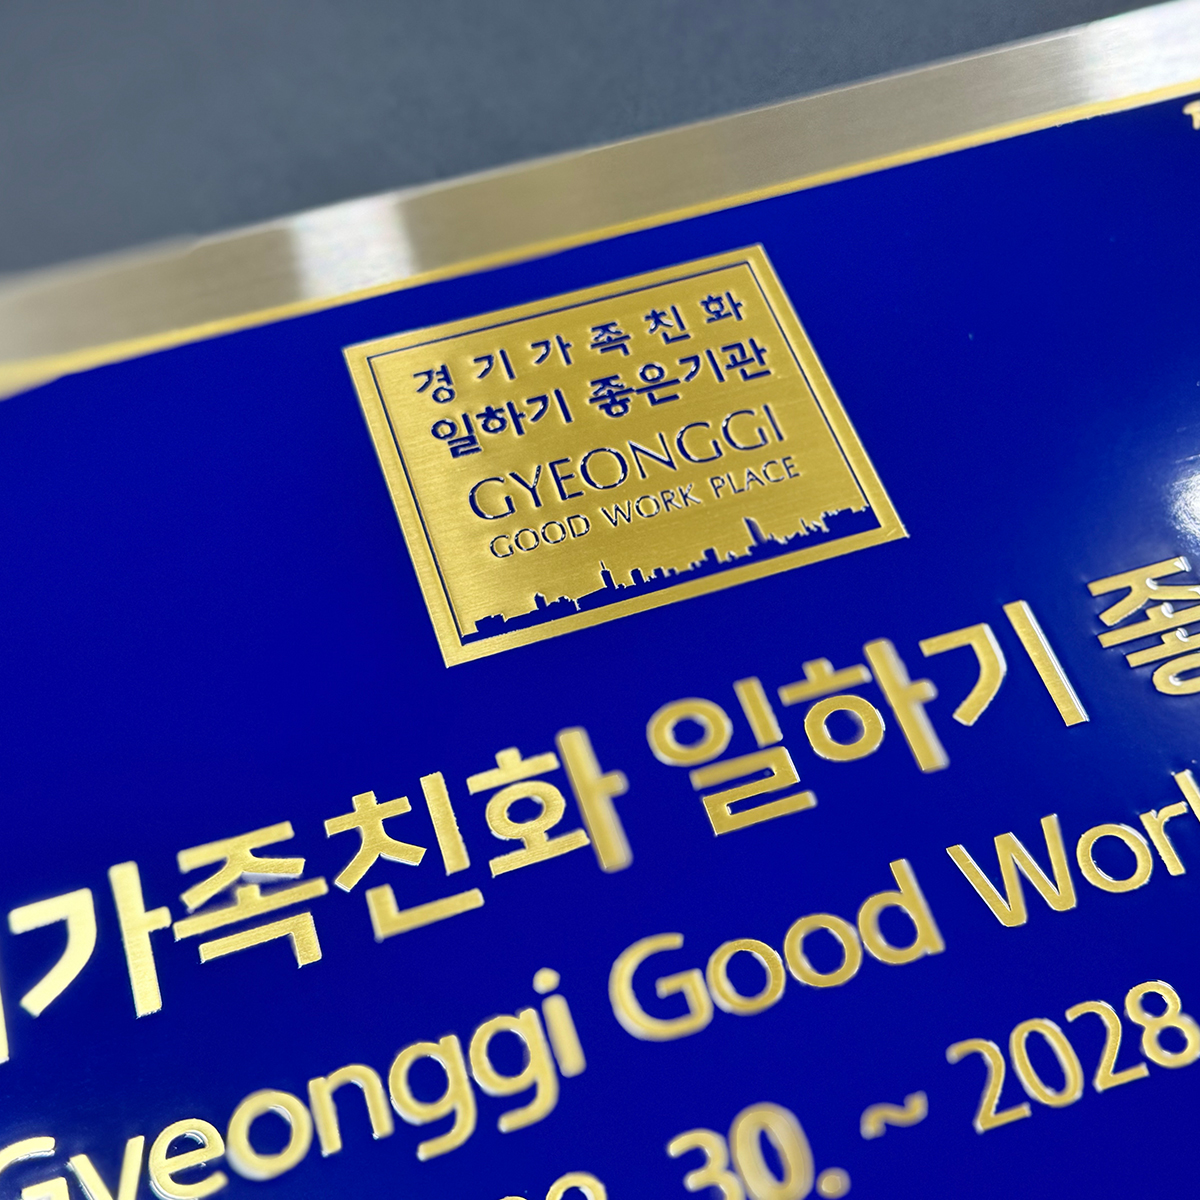 경기가족친화
일하기 좋은기관
GYEONGGI
GOOD WORK PLACE
가족친화 일하기
Gyeonggi Good Work
30. ~ 2028